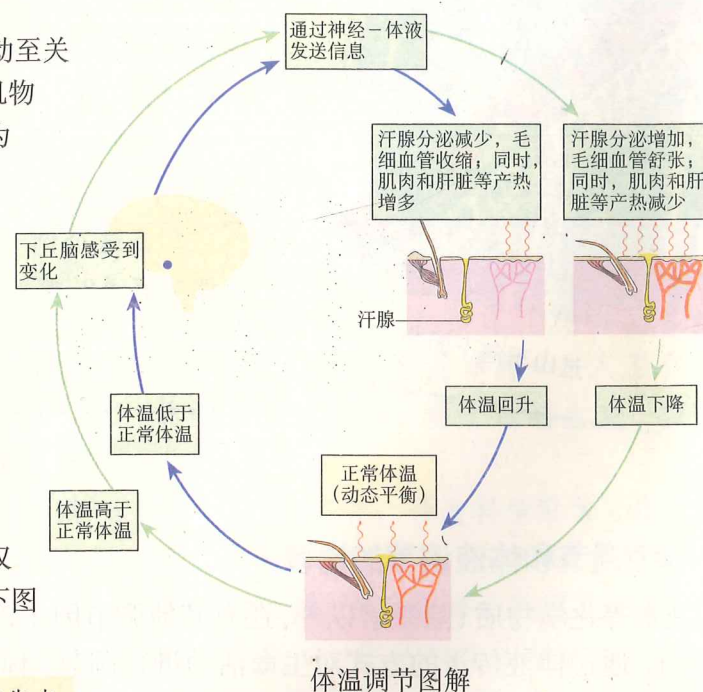 至关
物
下图
通过神经－体液
发送信息
汗腺分泌减少，毛
细血管收缩；同时，
肌肉和肝脏等产热
增多
汗腺分泌增加，
毛细血管舒张；
同时，肌肉和肝
脏等产热减少
下丘脑感受到
变化
汗腺
体温低于
正常体温
体温回升
体温下降
正常体温
（动态平衡）
体温高于
正常体温
体温调节图解